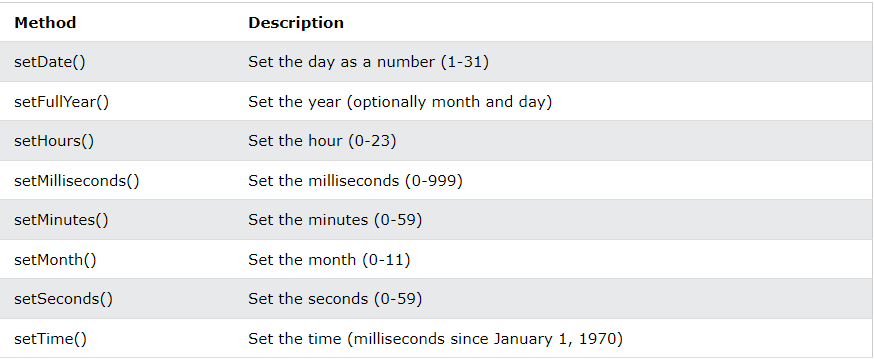 Method Description
setDate() Set the day as a number (1-31)
setFullYear() Set the year (optionally month and day)
setHours() Set the hour (0-23)
setMilliseconds() Set the milliseconds (0-999)
setMinutes() Set the minutes (0-59)
setMonth() Set the month (0-11)
setSeconds() Set the seconds (0-59)
setTime() Set the time (milliseconds since January 1, 1970)